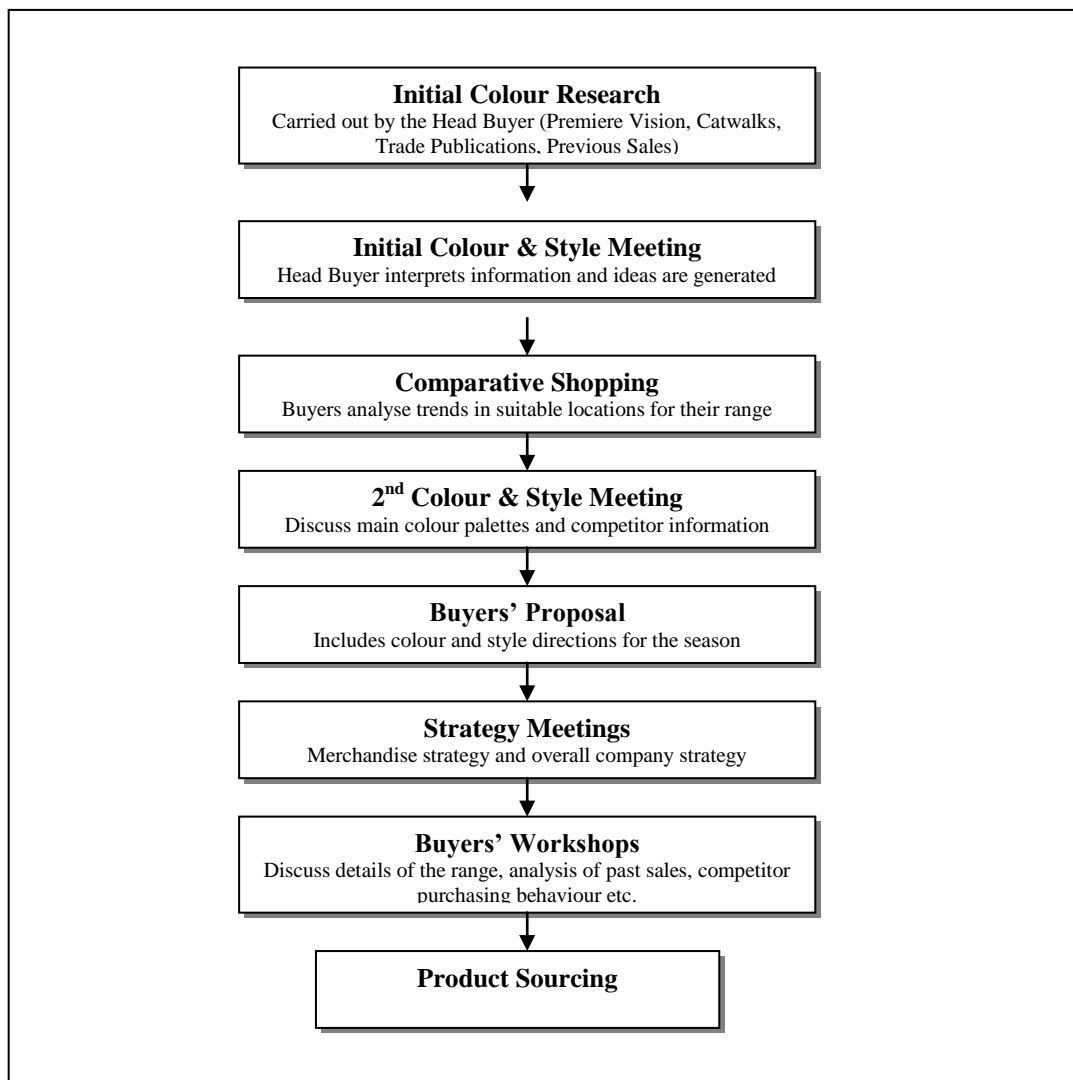 Initial Colour Research
Carried out by the Head Buyer (Premiere Vision, Catwalks,
Trade Publications, Previous Sales)
Initial Colour & Style Meeting
Head Buyer interprets information and ideas are generated
Comparative Shopping
Buyers analyse trends in suitable locations for their range
2nd Colour & Style Meeting
Discuss main colour palettes and competitor information
Buyers’ Proposal
Includes colour and style directions for the season
Strategy Meetings
Merchandise strategy and overall company strategy
Buyers’ Workshops
Discuss details of the range, analysis of past sales, competitor
purchasing behaviour etc.
Product Sourcing